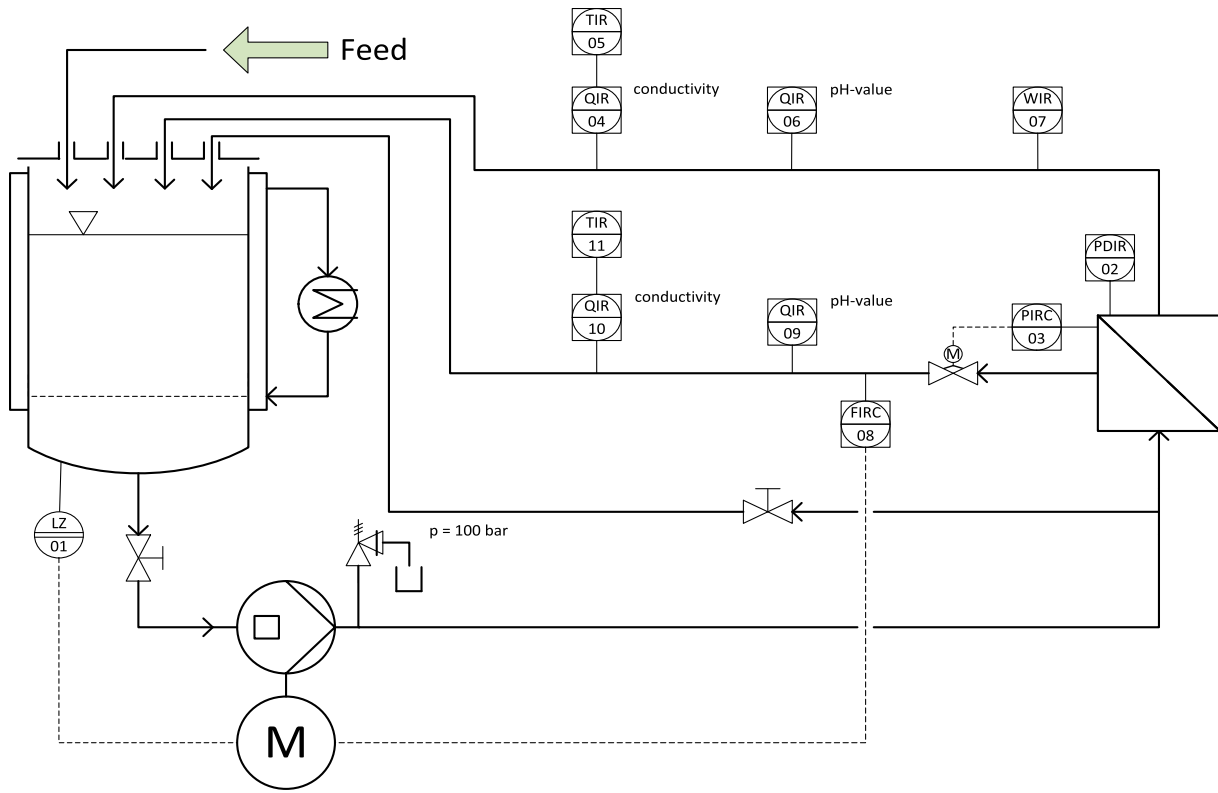 Feed
TIR
05
QIR
04
conductivity
QIR
06
pH-value
WIR
07
TIR
11
QIR
10
conductivity
QIR
09
pH-value
PDIR
02
PIRC
03
M
FIRC
08
LZ
01
p = 100 bar
M